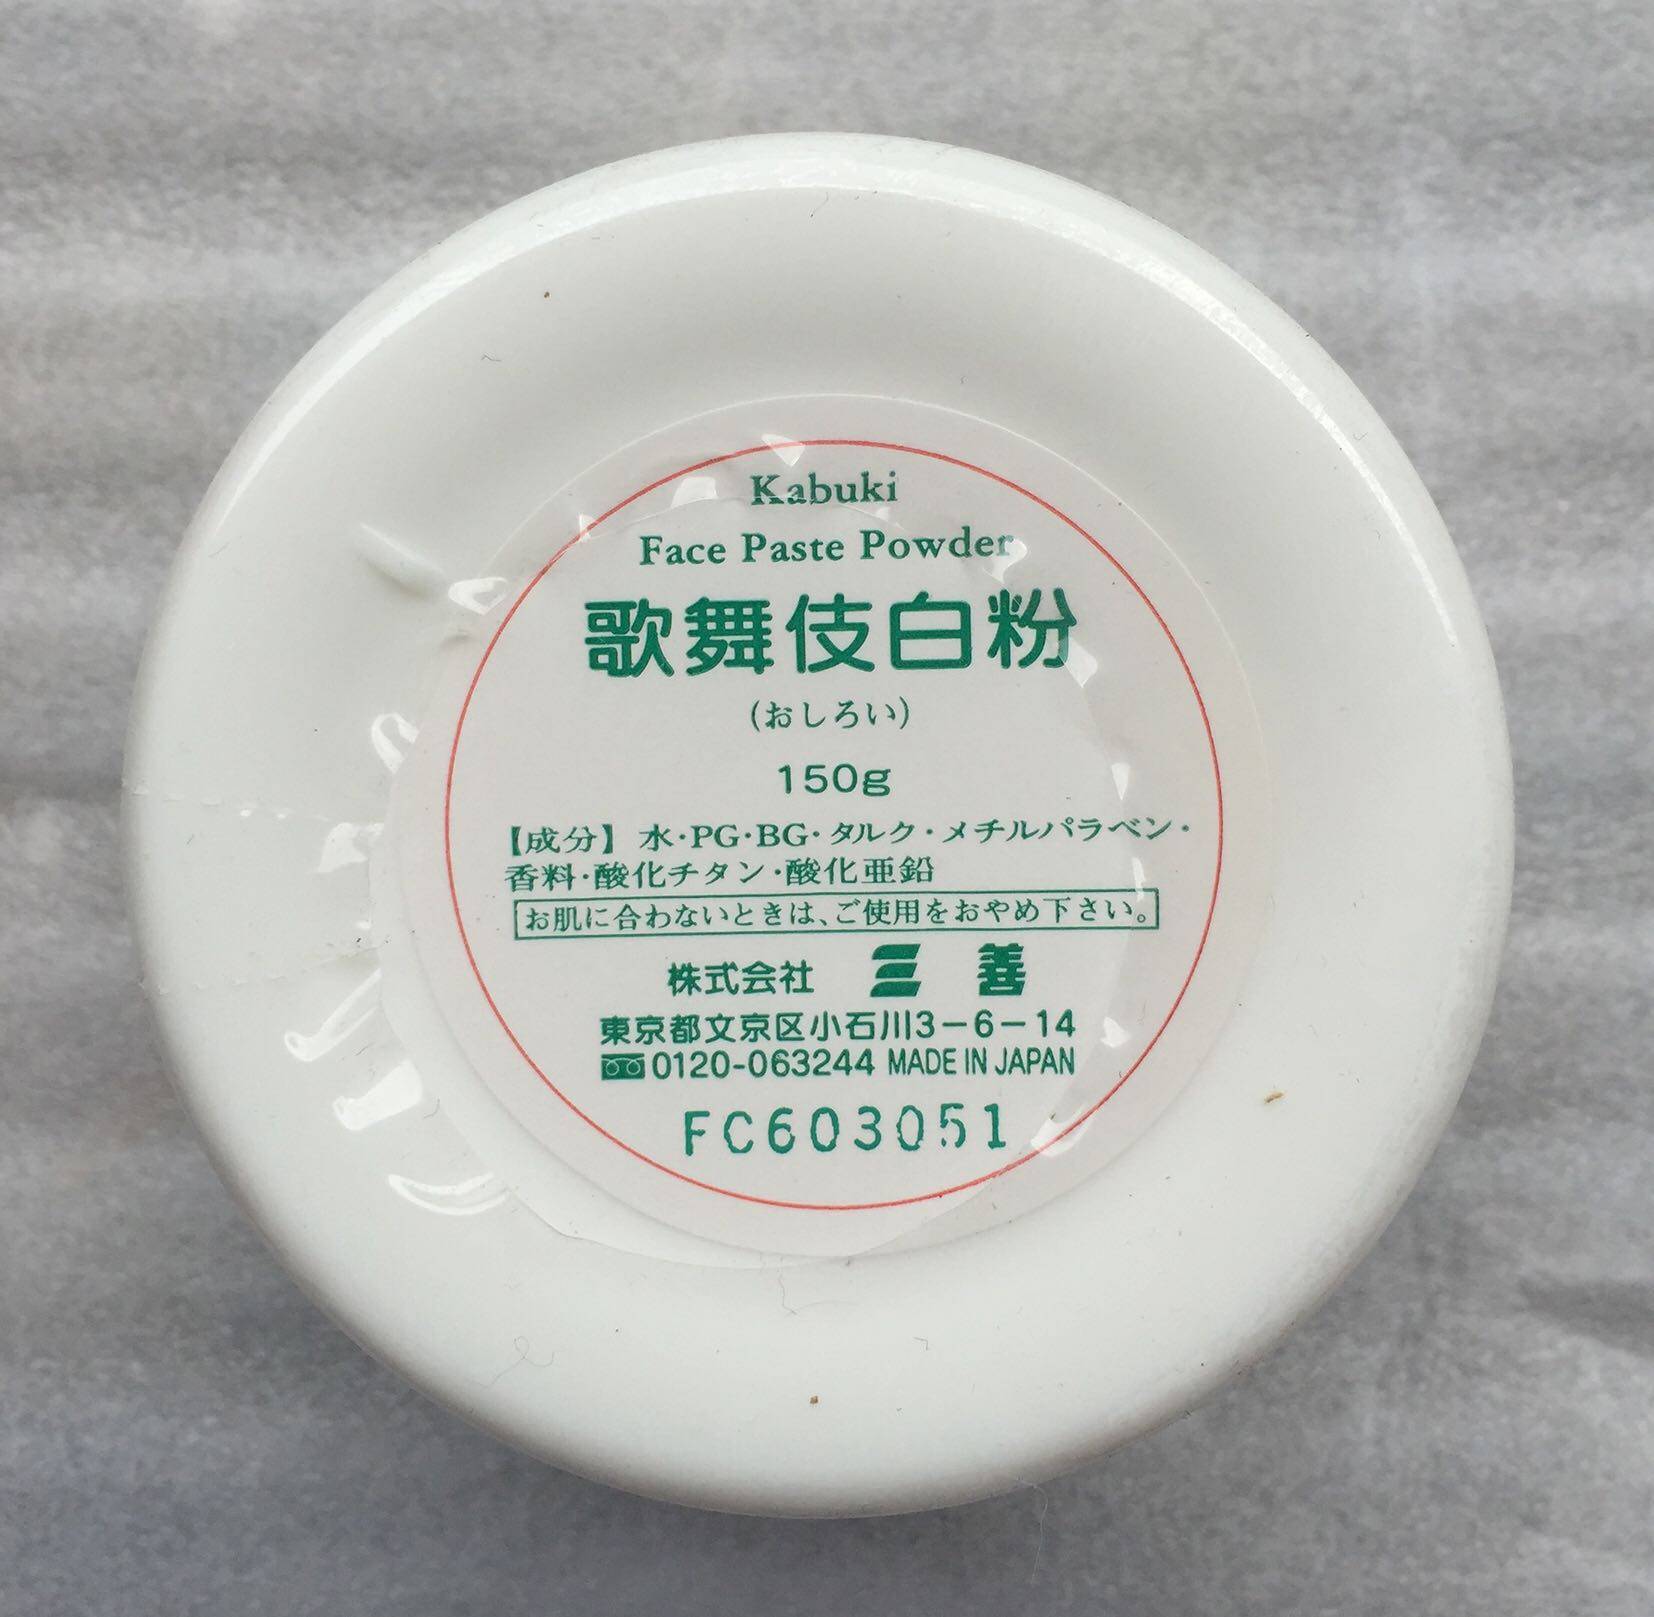 Kabuki
Face Paste Powder
歌舞伎白粉
(おしろい)
150g
【成分】水・PG・BG・タルク・メチルパラベン・
香料・酸化チタン・酸化亜鉛
お肌に合わないときは、ご使用をおやめ下さい。
株式会社 三善
東京都文京区小石川3-6-14
0120-063244 MADE IN JAPAN
FC603051